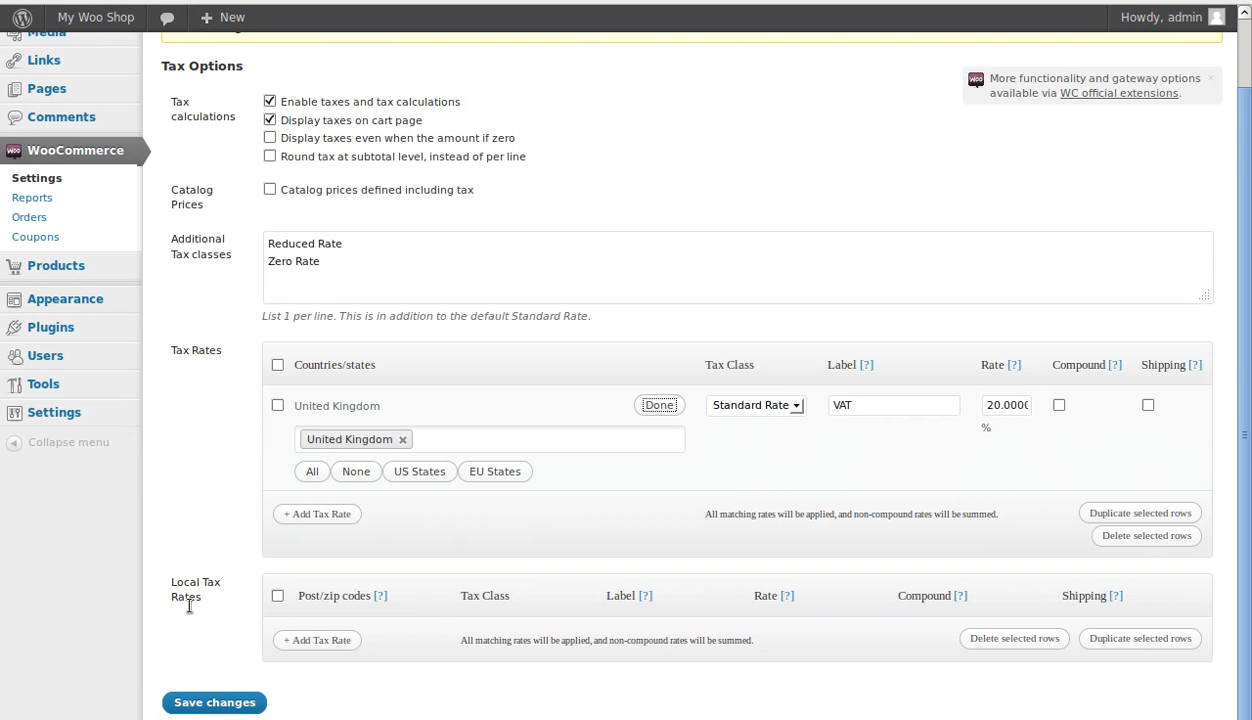 My Woo Shop
New
Howdy, admin
Media
Links
Pages
Comments
WooCommerce
Settings
Reports
Orders
Coupons
Products
Appearance
Plugins
Users
Tools
Settings
Collapse menu
Tax Options
More functionality and gateway options
available via WC official extensions.
Tax
calculations
Enable taxes and tax calculations
Display taxes on cart page
Display taxes even when the amount if zero
Round tax at subtotal level, instead of per line
Catalog
Prices
Catalog prices defined including tax
Additional
Tax classes
Reduced Rate
Zero Rate
List 1 per line. This is in addition to the default Standard Rate.
Tax Rates
Countries/states Tax Class Label [?] Rate [?] Compound [?] Shipping [?]
United Kingdom Done Standard Rate VAT 20.0000
%
United Kingdom
All None US States EU States
+ Add Tax Rate All matching rates will be applied, and non-compound rates will be summed. Duplicate selected rows
Delete selected rows
Local Tax
Rates
Post/zip codes [?] Tax Class Label [?] Rate [?] Compound [?] Shipping [?]
+ Add Tax Rate All matching rates will be applied, and non-compound rates will be summed. Delete selected rows Duplicate selected rows
Save changes